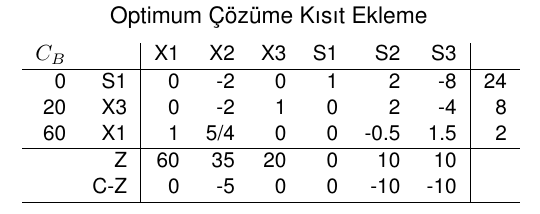 Optimum Çözüme Kısıt Ekleme
C_B X1 X2 X3 S1 S2 S3
0 S1 0 -2 0 1 2 -8 24
20 X3 0 -2 1 0 2 -4 8
60 X1 1 5/4 0 0 -0.5 1.5 2
Z 60 35 20 0 10 10
C-Z 0 -5 0 -10 -10